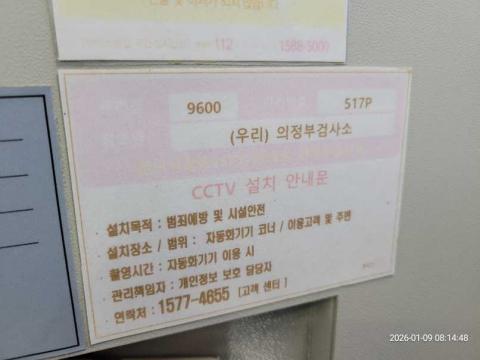 112 1588-5000
9600 517P
(우리) 의정부검사소
CCTV 설치 안내문
설치목적 : 범죄예방 및 시설안전
설치장소 / 범위 : 자동화기기 코너 / 이용고객 및 주변
촬영시간 : 자동화기기 이용 시
관리책임자 : 개인정보 보호 담당자
연락처 : 1577-4655 [고객 센터]
2026-01-09 08:14:48